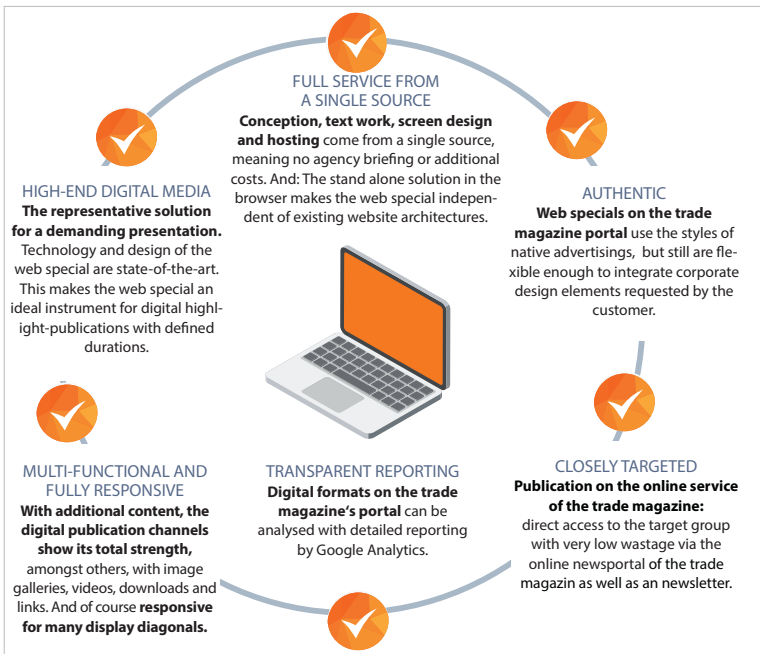 FULL SERVICE FROM
A SINGLE SOURCE
Conception, text work, screen design
and hosting come from a single source,
meaning no agency briefing or additional
costs. And: The stand alone solution in the
browser makes the web special indepen-
dent of existing website architectures.
HIGH-END DIGITAL MEDIA
The representative solution
for a demanding presentation.
Technology and design of the
web special are state-of-the-art.
This makes the web special an
ideal instrument for digital highl-
ight-publications with defined
durations.
AUTHENTIC
Web specials on the trade
magazine portal use the styles of
native advertisings, but still are fle-
xible enough to integrate corporate
design elements requested by the
customer.
MULTI-FUNCTIONAL AND
FULLY RESPONSIVE
With additional content, the
digital publication channels
show its total strength,
amongst others, with image
galleries, videos, downloads and
links. And of course responsive
for many display diagonals.
TRANSPARENT REPORTING
Digital formats on the trade
magazine‘s portal can be
analysed with detailed reporting
by Google Analytics.
CLOSELY TARGETED
Publication on the online service
of the trade magazine:
direct access to the target group
with very low wastage via the
online newsportal of the trade
magazin as well as an newsletter.